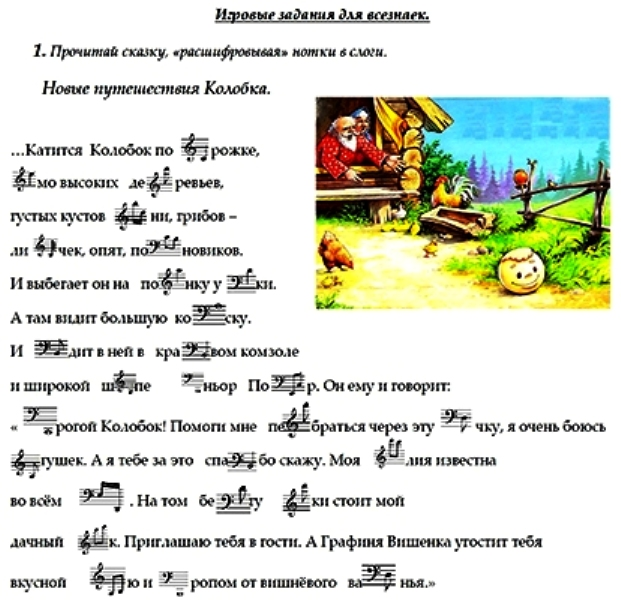 Игровые задания для всезнаек.
1. Прочитай сказку, «расшифровывая» нотки в слоги.
Новые путешествия Колобка.
…Катится Колобок по рожке,
мо высоких де ревьев,
густых кустов ни, грибов –
ли чек, опят, по новиков.
И выбегает он на по нку у ки.
А там видит большую ко ску.
И дит в ней в кра вом комзоле
и широкой ш пе ньор По р. Он ему и говорит:
« рогой Колобок! Помоги мне пе браться через эту чку, я очень боюсь
гушек. А я тебе за это спа бо скажу. Моя лия известна
во всём . На том бе гу ки стоит мой
дачный к. Приглашаю тебя в гости. А Графиня Вишенка угостит тебя
вкусной ю и ропом от вишнёвого ва нья.»